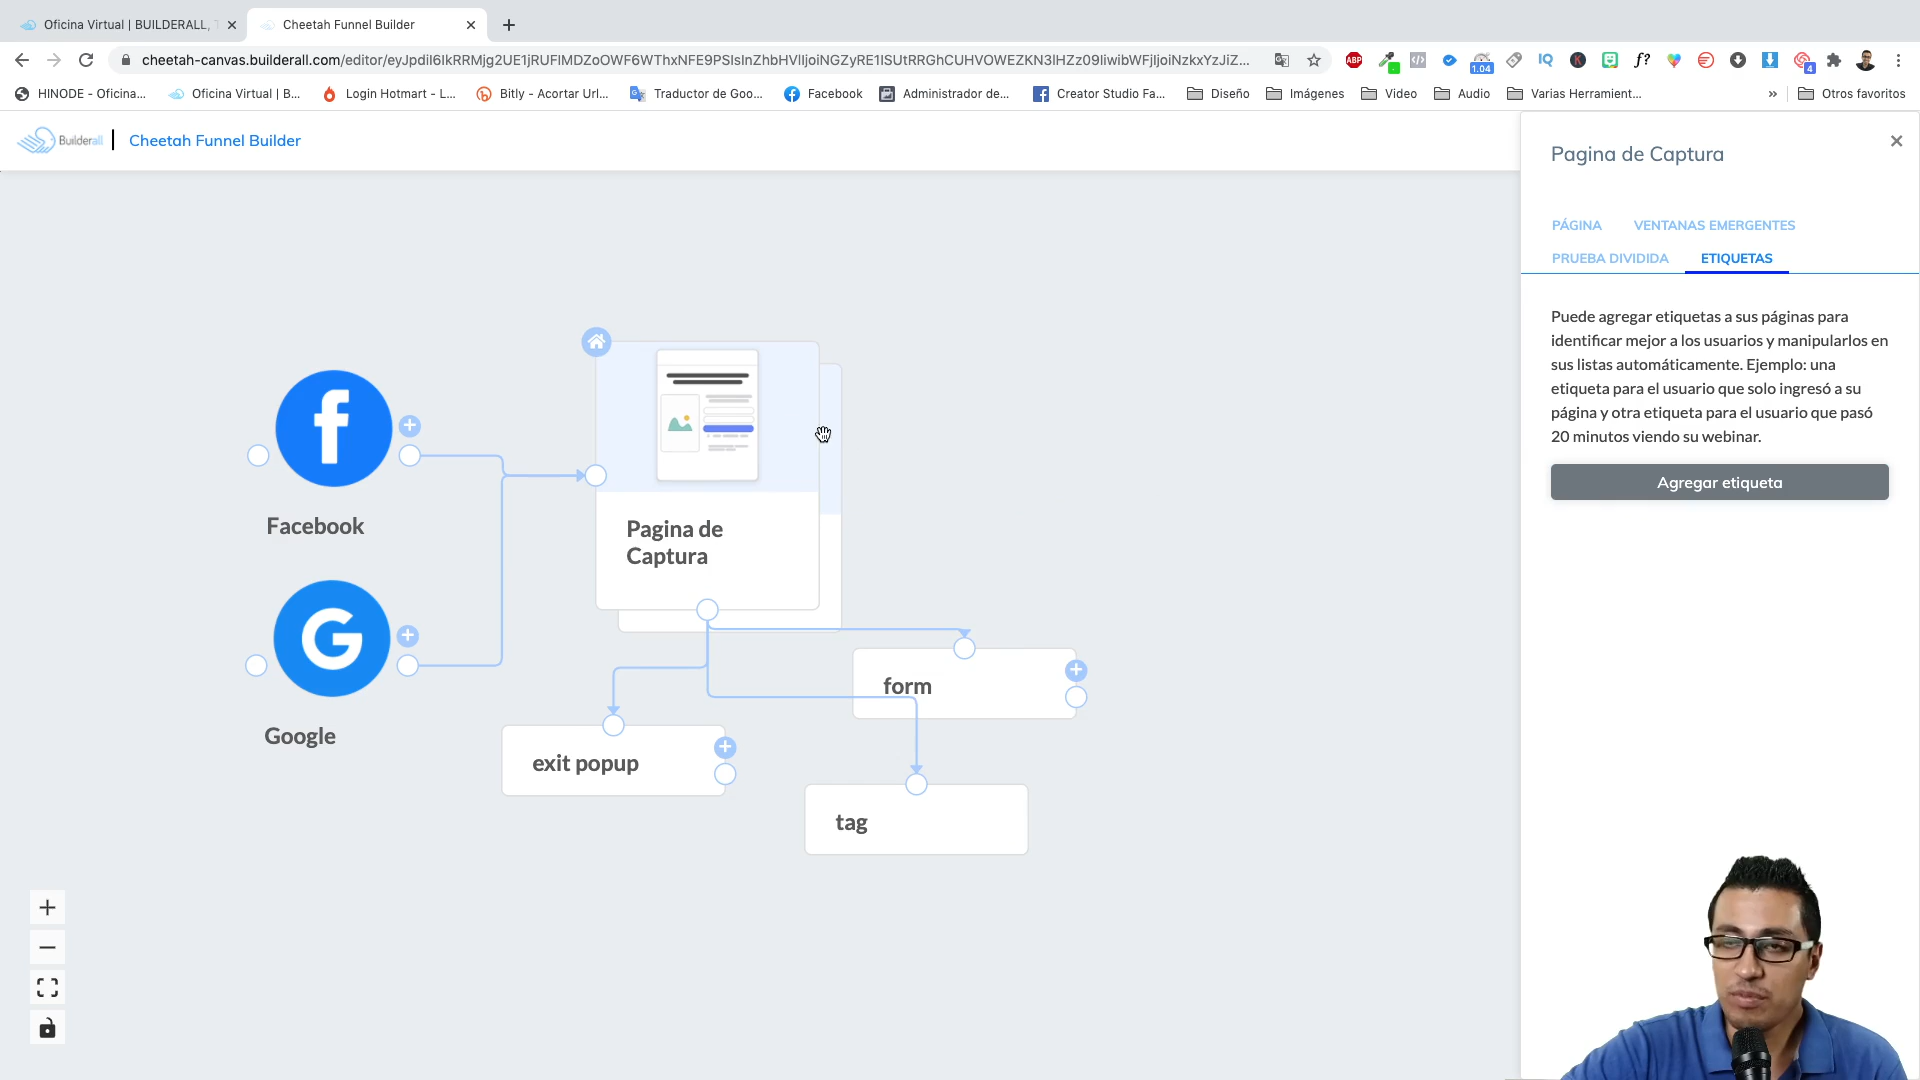 Oficina Virtual | BUILDERALL,
Cheetah Funnel Builder
cheetah-canvas.builderall.com/editor/eyJpdiI6IkRRMjg2UE1jRUFIMDZoOWF6WThxNFE9PSIsInZhbHVlIjoiNGZyRE1ISUtRRGhCUHVOWEZKN3lHZz09IiwibWFjIjoiNzkxYzJiZ...
ABP
1.04
IQ
K
f?
4
HINODE - Oficina...
Oficina Virtual | B...
Login Hotmart - L...
Bitly - Acortar Url...
Traductor de Goo...
Facebook
Administrador de...
Creator Studio Fa...
Diseño
Imágenes
Video
Audio
Varias Herramient...
»
Otros favoritos
Builderall
Cheetah Funnel Builder
Pagina de Captura
PÁGINA
VENTANAS EMERGENTES
PRUEBA DIVIDIDA
ETIQUETAS
Puede agregar etiquetas a sus páginas para
identificar mejor a los usuarios y manipularlos en
sus listas automáticamente. Ejemplo: una
etiqueta para el usuario que solo ingresó a su
página y otra etiqueta para el usuario que pasó
20 minutos viendo su webinar.
Agregar etiqueta
Facebook
Google
Pagina de
Captura
form
exit popup
tag